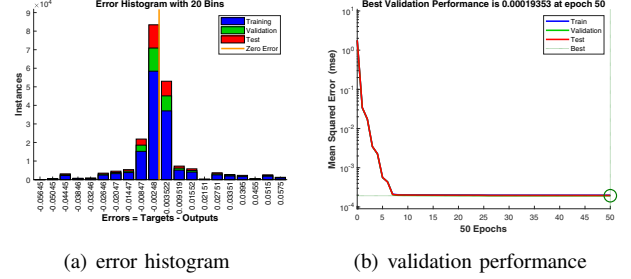 Error Histogram with 20 Bins
×10⁴
Training
Validation
Test
Zero Error
Instances
9
8
7
6
5
4
3
2
1
0
-0.05645
-0.05045
-0.04445
-0.03846
-0.03246
-0.02646
-0.02047
-0.01447
-0.00847
-0.00248
-0.003522
0.009519
0.01552
0.02151
0.02751
0.03351
0.0395
0.0455
0.0515
0.0575
Errors = Targets - Outputs
(a) error histogram
Best Validation Performance is 0.00019353 at epoch 50
Train
Validation
Test
Best
Mean Squared Error (mse)
10¹
10⁰
10⁻¹
10⁻²
10⁻³
10⁻⁴
0 5 10 15 20 25 30 35 40 45 50
50 Epochs
(b) validation performance